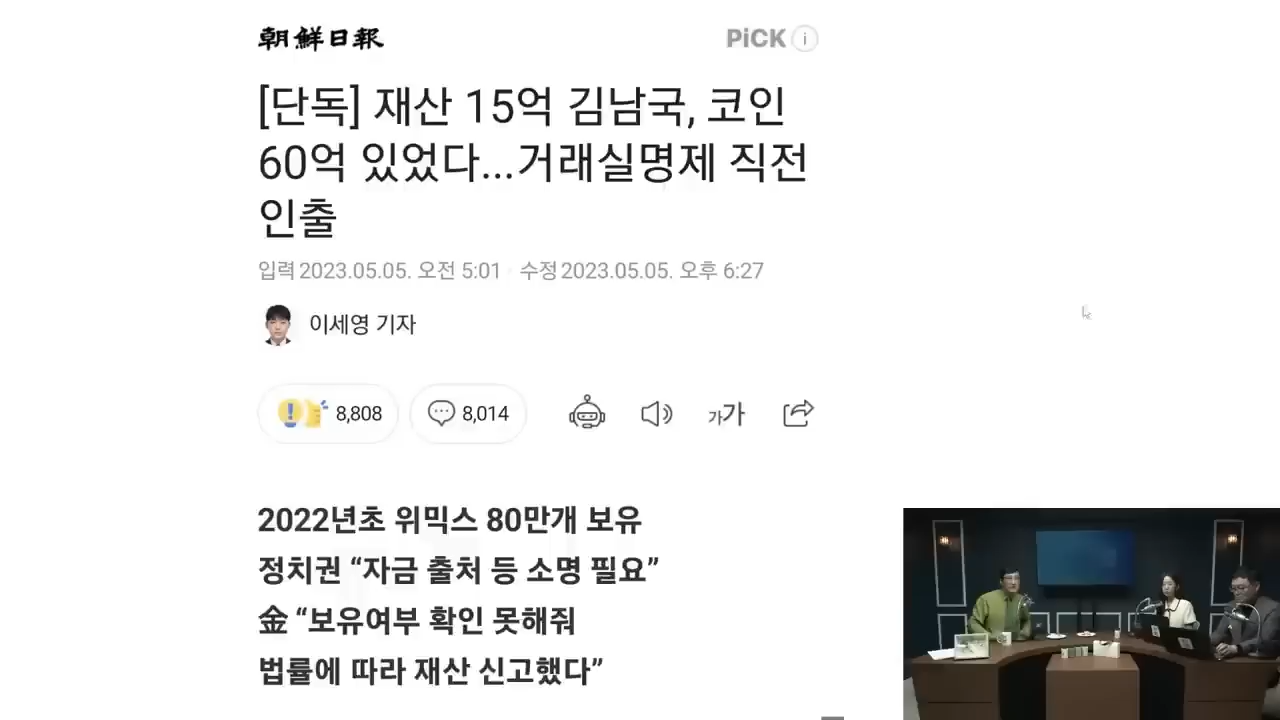 朝鮮日報
PiCK i
[단독] 재산 15억 김남국, 코인
60억 있었다...거래실명제 직전
인출
입력 2023.05.05. 오전 5:01 · 수정 2023.05.05. 오후 6:27
이세영 기자
8,808
8,014
가가
2022년초 위믹스 80만개 보유
정치권 “자금 출처 등 소명 필요”
金 “보유여부 확인 못해줘
법률에 따라 재산 신고했다”